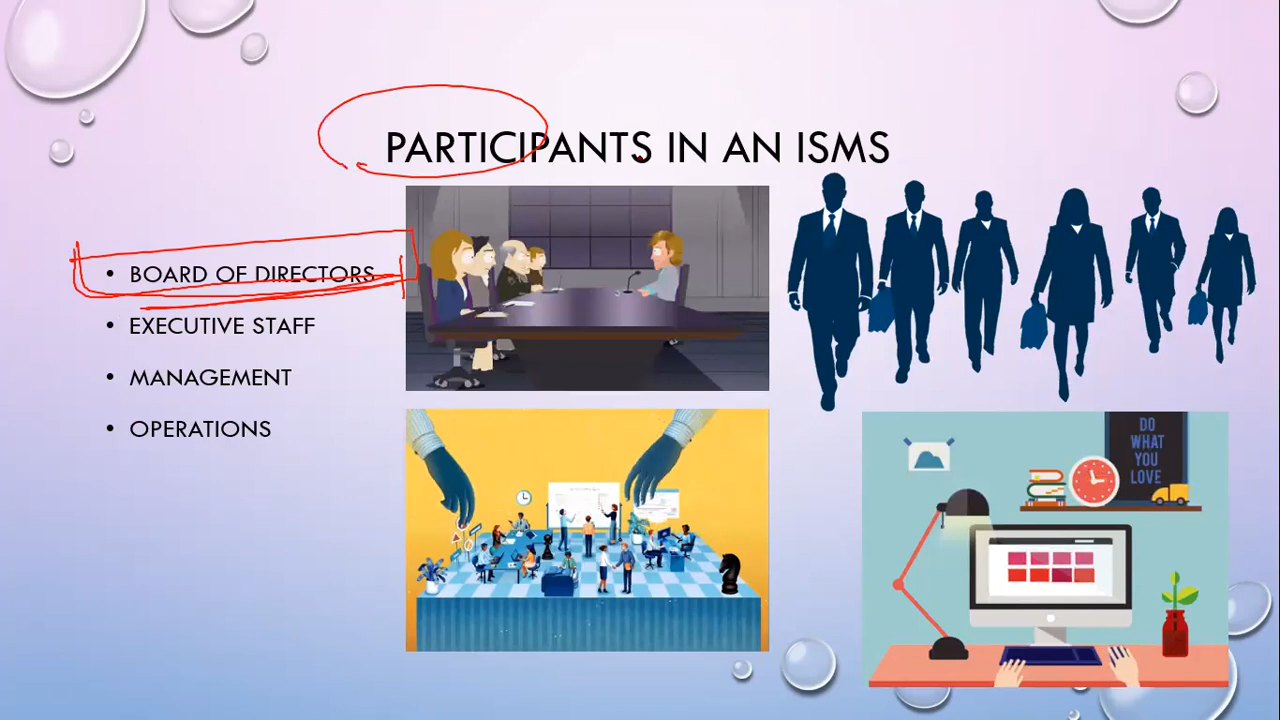 PARTICIPANTS IN AN ISMS
• BOARD OF DIRECTORS
• EXECUTIVE STAFF
• MANAGEMENT
• OPERATIONS
DO
WHAT
YOU
LOVE